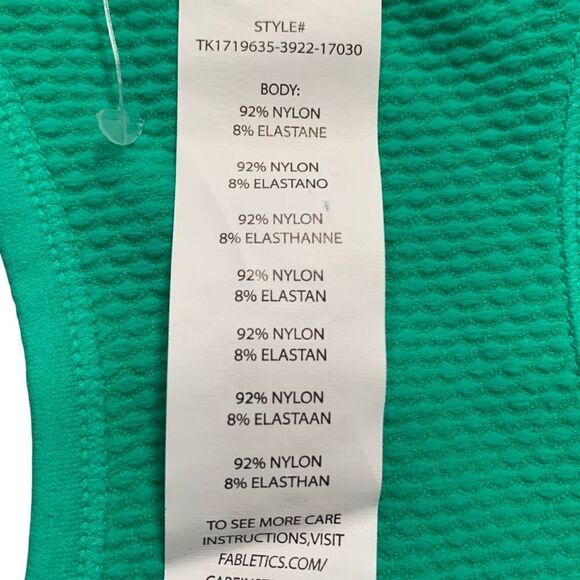 STYLE#
TK1719635-3922-17030
BODY:
92% NYLON
8% ELASTANE
92% NYLON
8% ELASTANO
92% NYLON
8% ELASTHANNE
92% NYLON
8% ELASTAN
92% NYLON
8% ELASTAN
92% NYLON
8% ELASTAAN
92% NYLON
8% ELASTHAN
TO SEE MORE CARE
INSTRUCTIONS,VISIT
FABLETICS.COM/